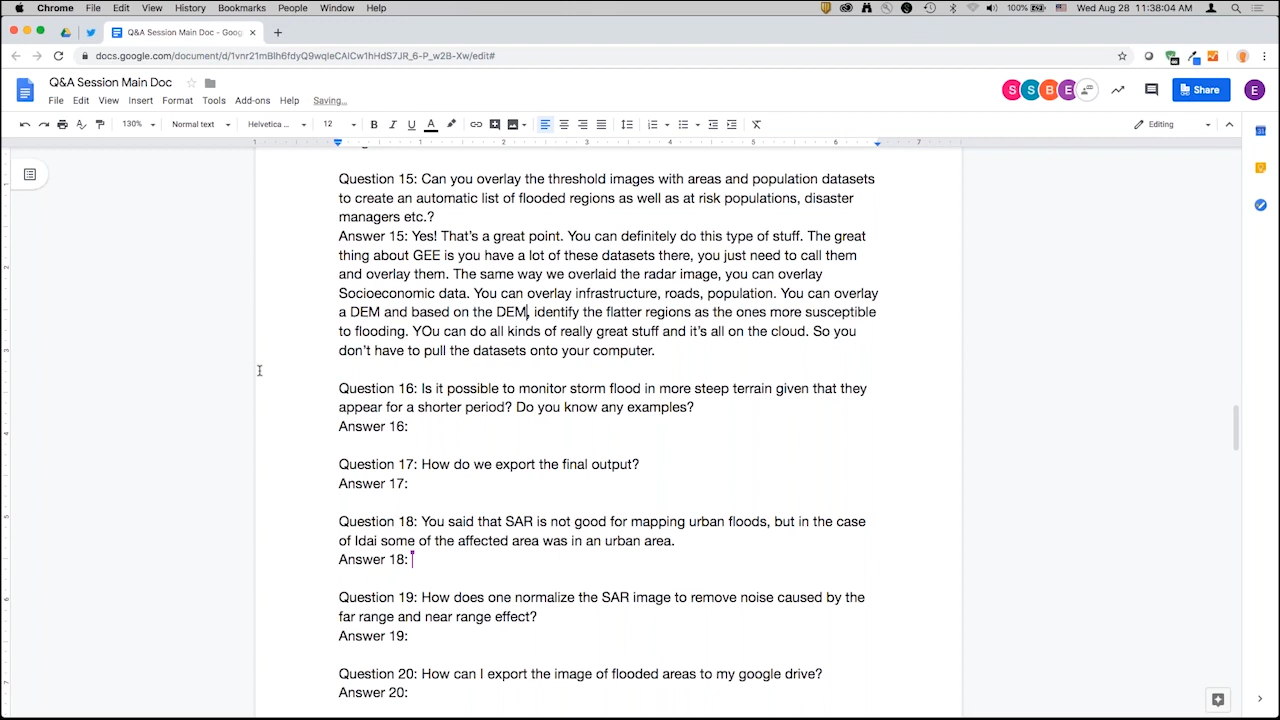 Chrome File Edit View History Bookmarks People Window Help 100% Wed Aug 28 11:38:04 AM
Q&A Session Main Doc - Goog
docs.google.com/document/d/1vnr21mBlh6fdyQ9wqIeCAlCw1hHdS7JR_6-P_w2B-Xw/edit#
Q&A Session Main Doc
S S B E Share E
File Edit View Insert Format Tools Add-ons Help Saving...
130% Normal text Helvetica ... 12 B I U A Editing
1 1 2 3 4 5 6 7
Question 15: Can you overlay the threshold images with areas and population datasets
to create an automatic list of flooded regions as well as at risk populations, disaster
managers etc.?
Answer 15: Yes! That's a great point. You can definitely do this type of stuff. The great
thing about GEE is you have a lot of these datasets there, you just need to call them
and overlay them. The same way we overlaid the radar image, you can overlay
Socioeconomic data. You can overlay infrastructure, roads, population. You can overlay
a DEM and based on the DEM, identify the flatter regions as the ones more susceptible
to flooding. YOu can do all kinds of really great stuff and it's all on the cloud. So you
don't have to pull the datasets onto your computer.
Question 16: Is it possible to monitor storm flood in more steep terrain given that they
appear for a shorter period? Do you know any examples?
Answer 16:
Question 17: How do we export the final output?
Answer 17:
Question 18: You said that SAR is not good for mapping urban floods, but in the case
of Idai some of the affected area was in an urban area.
Answer 18:
Question 19: How does one normalize the SAR image to remove noise caused by the
far range and near range effect?
Answer 19:
Question 20: How can I export the image of flooded areas to my google drive?
Answer 20: